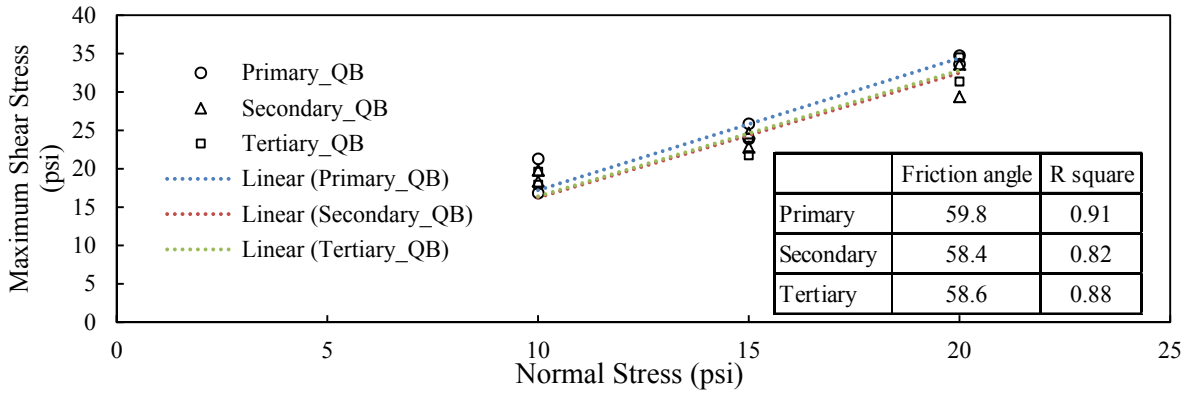 Maximum Shear Stress
(psi)
40
35
30
25
20
15
10
5
0
Primary_QB
Secondary_QB
Tertiary_QB
Linear (Primary_QB)
Linear (Secondary_QB)
Linear (Tertiary_QB)
Friction angle R square
Primary 59.8 0.91
Secondary 58.4 0.82
Tertiary 58.6 0.88
0 5 10 15 20 25
Normal Stress (psi)